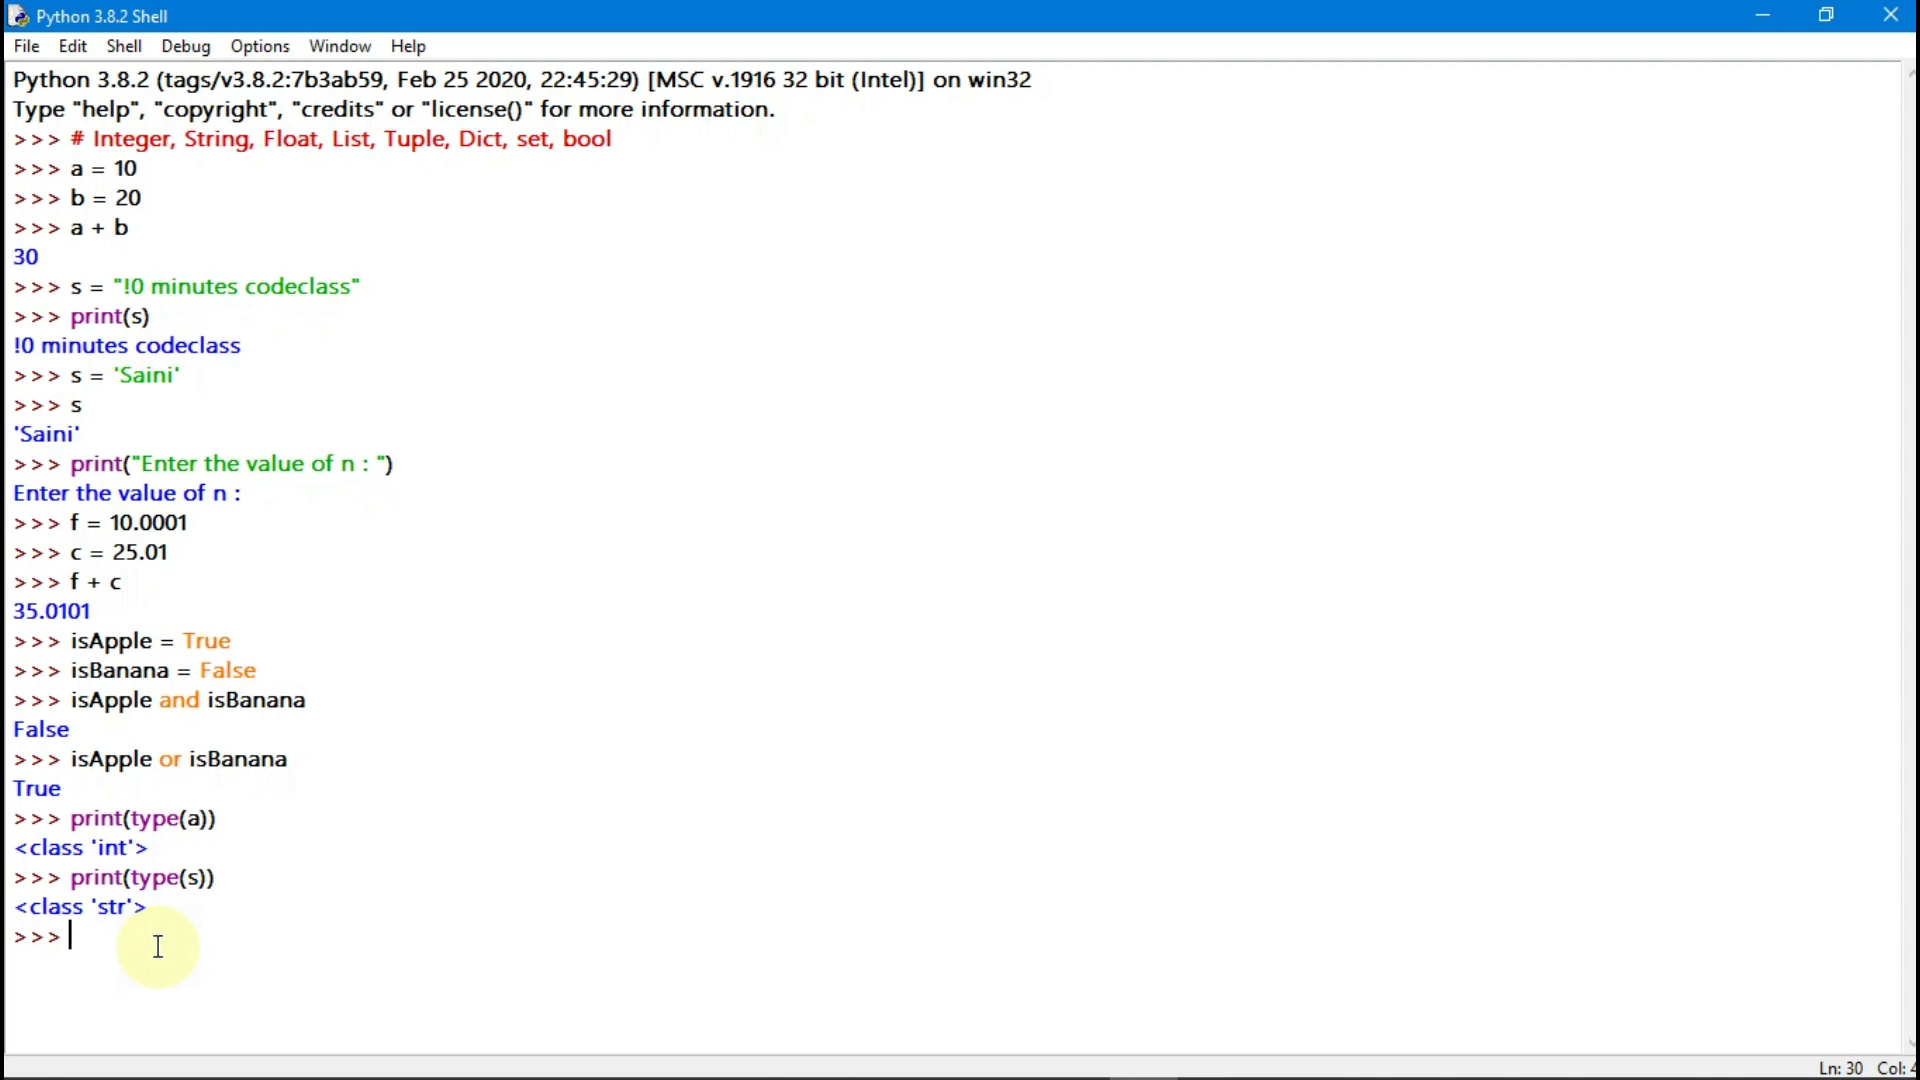 Python 3.8.2 Shell
File Edit Shell Debug Options Window Help
Python 3.8.2 (tags/v3.8.2:7b3ab59, Feb 25 2020, 22:45:29) [MSC v.1916 32 bit (Intel)] on win32
Type "help", "copyright", "credits" or "license()" for more information.
>>> # Integer, String, Float, List, Tuple, Dict, set, bool
>>> a = 10
>>> b = 20
>>> a + b
30
>>> s = "!0 minutes codeclass"
>>> print(s)
!0 minutes codeclass
>>> s = 'Saini'
>>> s
'Saini'
>>> print("Enter the value of n : ")
Enter the value of n :
>>> f = 10.0001
>>> c = 25.01
>>> f + c
35.0101
>>> isApple = True
>>> isBanana = False
>>> isApple and isBanana
False
>>> isApple or isBanana
True
>>> print(type(a))
<class 'int'>
>>> print(type(s))
<class 'str'>
>>>
Ln: 30 Col: 4